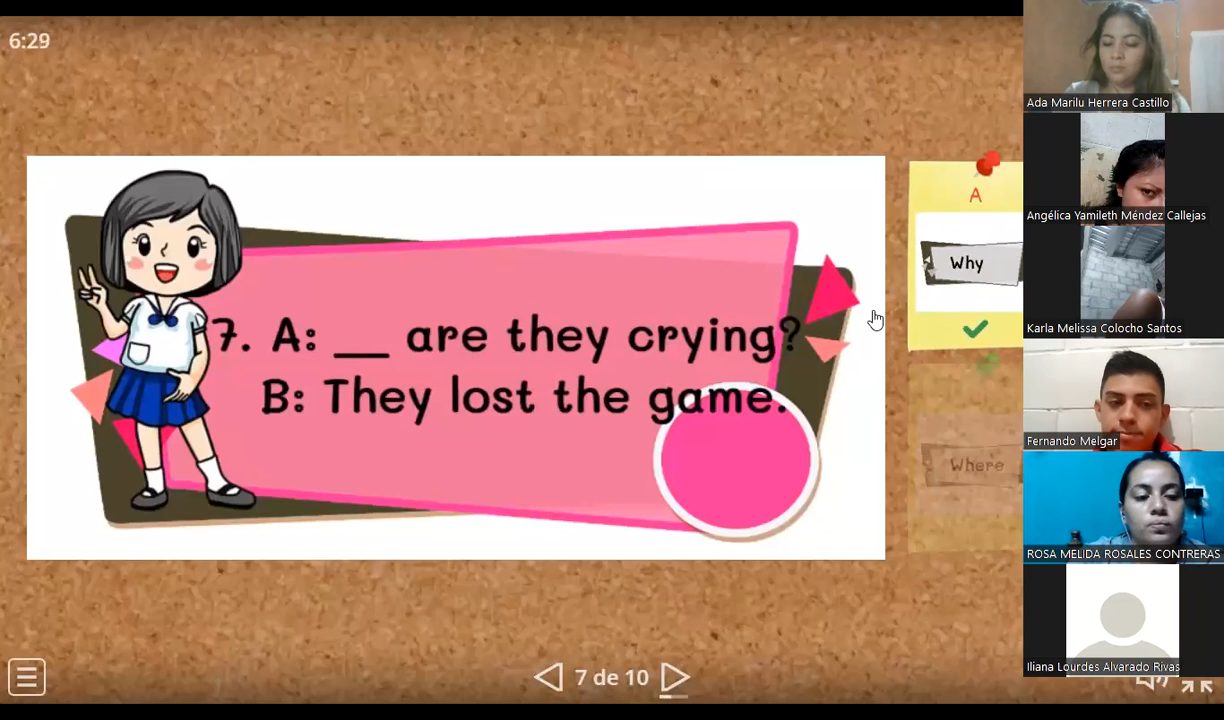 6:29
7. A: __ are they crying?
B: They lost the game.
A
Why
Where
7 de 10
Ada Marilu Herrera Castillo
Angélica Yamileth Méndez Callejas
Karla Melissa Colocho Santos
Fernando Melgar
ROSA MELIDA ROSALES CONTRERAS
Iliana Lourdes Alvarado Rivas